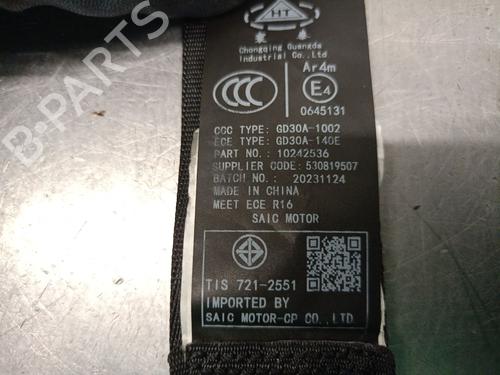 HT
Chongqing Guangda
Industrial Co.,Ltd
CCC
Ar4m
E4
0645131
CCC TYPE: GD30A-1002
ECE TYPE: GD30A-140E
PART NO.: 10242536
SUPPLIER CODE: 530819507
BATCH NO.: 20231124
MADE IN CHINA
MEET ECE R16
SAIC MOTOR
TIS 721-2551
IMPORTED BY
SAIC MOTOR-CP CO.,LTD
B-PARTS